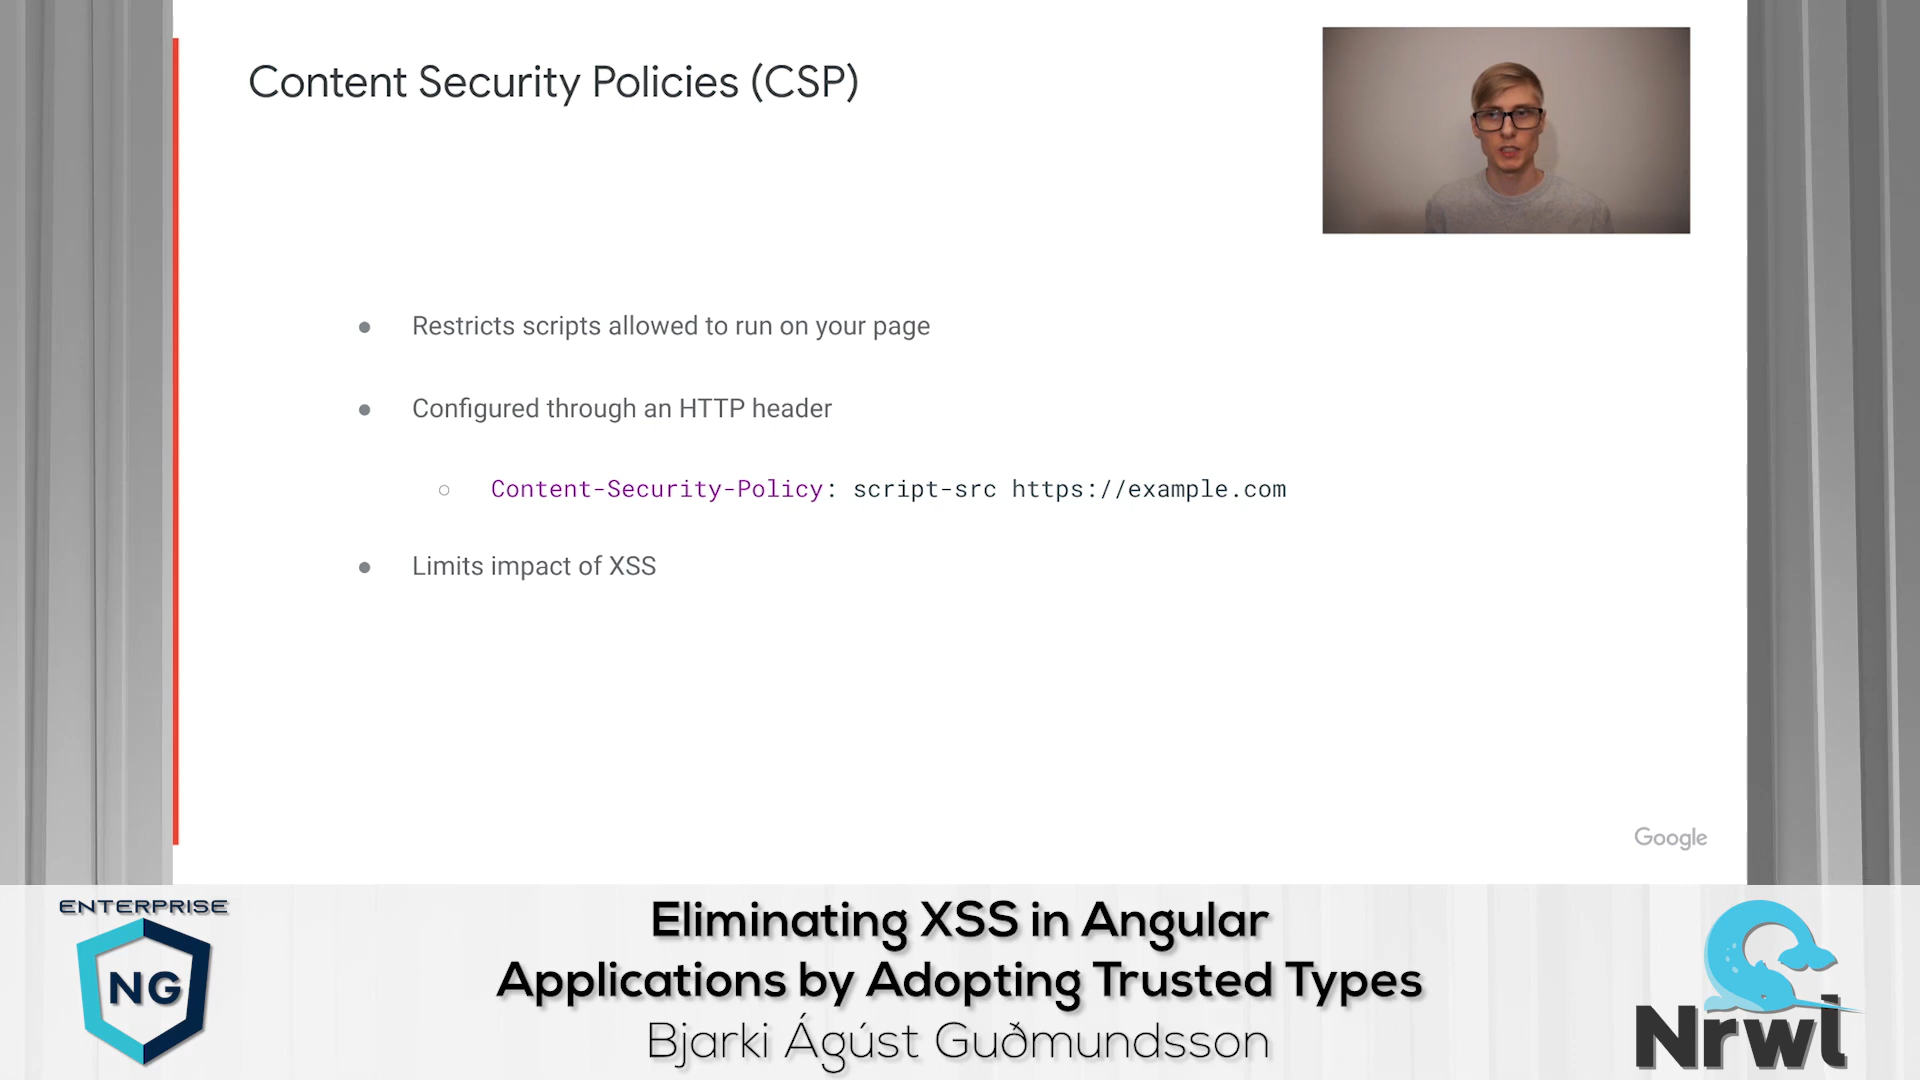 Content Security Policies (CSP)
● Restricts scripts allowed to run on your page
● Configured through an HTTP header
○ Content-Security-Policy: script-src https://example.com
● Limits impact of XSS
Google
ENTERPRISE
NG
Eliminating XSS in Angular
Applications by Adopting Trusted Types
Bjarki Ágúst Guðmundsson
Nrwl